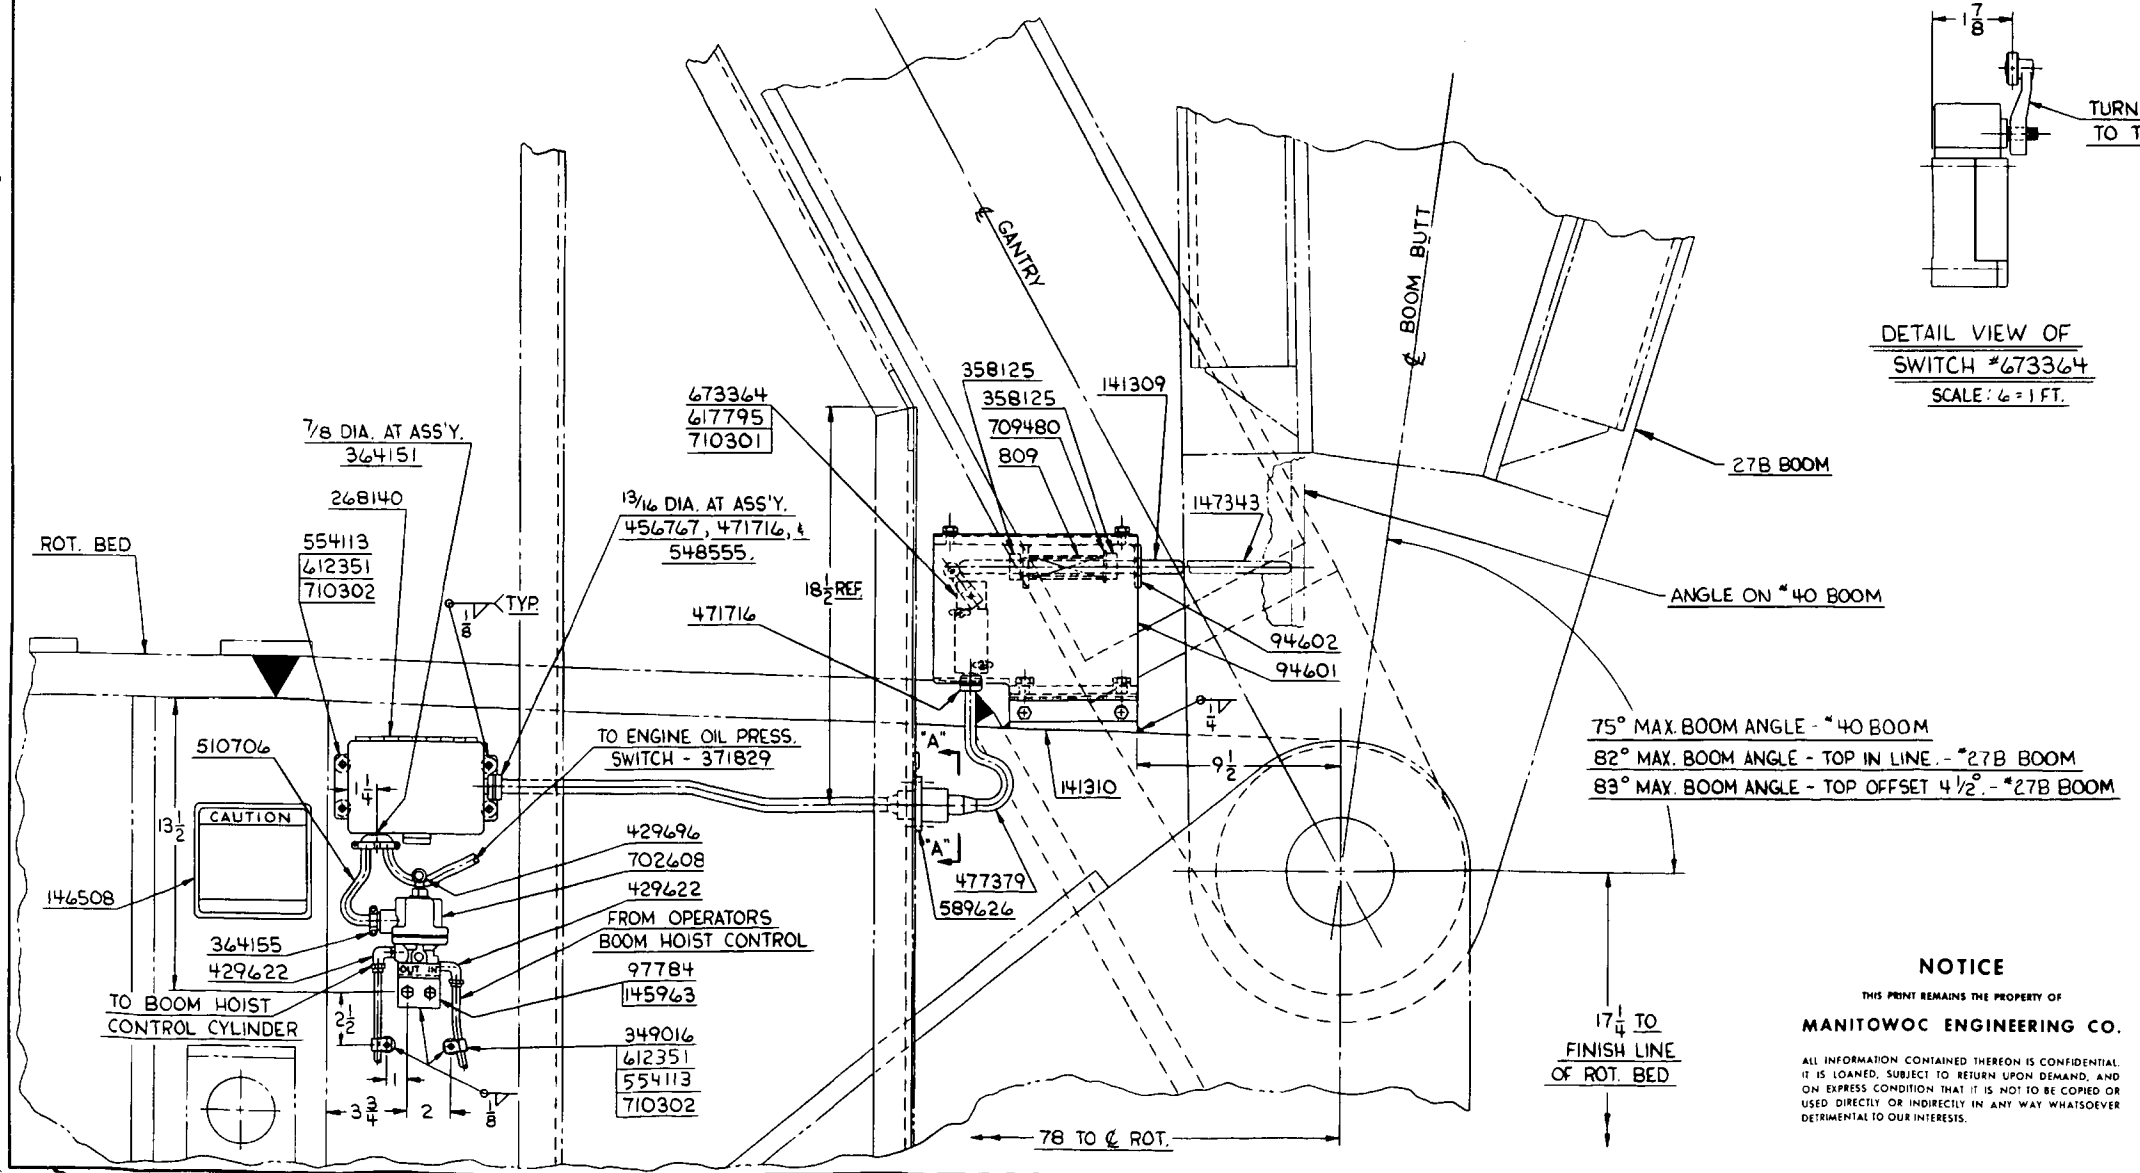 1 7/8
TURN
TO T
DETAIL VIEW OF
SWITCH #673364
SCALE: 6 = 1 FT.
℄ GANTRY
℄ BOOM BUTT
27B BOOM
358125
358125
709480
809
141309
147343
673364
617795
710301
7/8 DIA. AT ASS'Y.
364151
268140
13/16 DIA. AT ASS'Y.
456767, 471716, &
548555.
ROT. BED
554113
612351
710302
1/8
TYP.
18 1/2 REF.
471716
ANGLE ON #40 BOOM
94602
94601
1/4
510706
TO ENGINE OIL PRESS.
SWITCH - 371829
"A"
"A"
9 1/2
141310
75° MAX. BOOM ANGLE - #40 BOOM
82° MAX. BOOM ANGLE - TOP IN LINE. - #27B BOOM
83° MAX. BOOM ANGLE - TOP OFFSET 4 1/2°. - #27B BOOM
1 1/4
13 1/2
CAUTION
146508
429696
702608
429622
FROM OPERATORS
BOOM HOIST CONTROL
477379
589626
364155
429622
OUT IN
97784
145963
TO BOOM HOIST
CONTROL CYLINDER
2 1/2
349016
612351
554113
710302
1
3 3/4
2
1/8
78 TO ℄ ROT.
17 1/4 TO
FINISH LINE
OF ROT. BED
NOTICE
THIS PRINT REMAINS THE PROPERTY OF
MANITOWOC ENGINEERING CO.
ALL INFORMATION CONTAINED THEREON IS CONFIDENTIAL.
IT IS LOANED, SUBJECT TO RETURN UPON DEMAND, AND
ON EXPRESS CONDITION THAT IT IS NOT TO BE COPIED OR
USED DIRECTLY OR INDIRECTLY IN ANY WAY WHATSOEVER
DETRIMENTAL TO OUR INTERESTS.